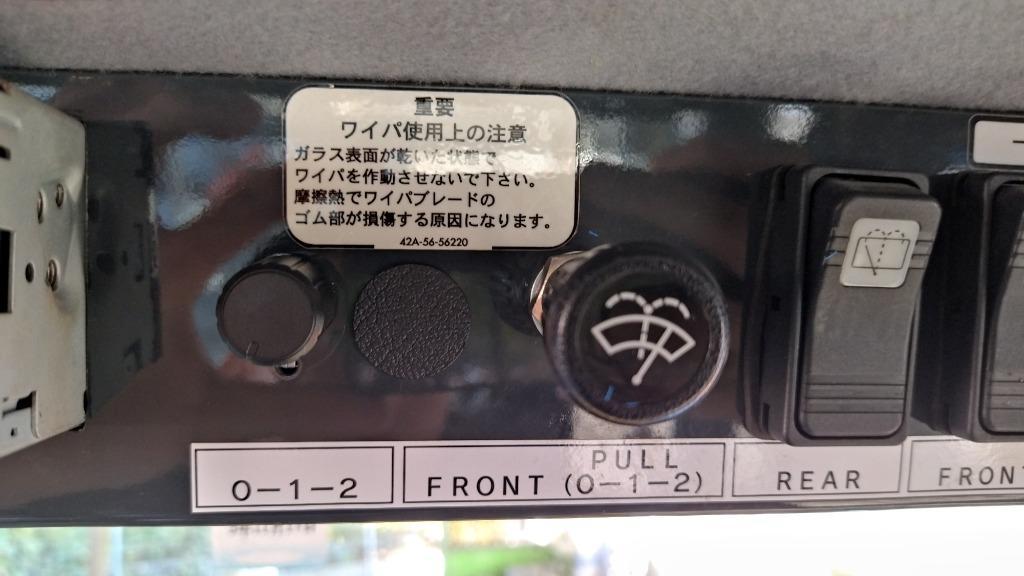 重要
ワイパ使用上の注意
ガラス表面が乾いた状態で、
ワイパを作動させないで下さい。
摩擦熱でワイパブレードの
ゴム部が損傷する原因になります。
42A-56-56220
0-1-2
PULL
FRONT (0-1-2)
REAR
FRONT